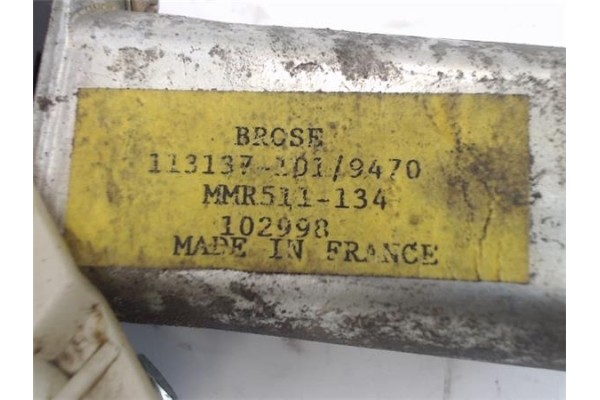 BROSE
113137-101/9470
MMR511-134
102998
MADE IN FRANCE